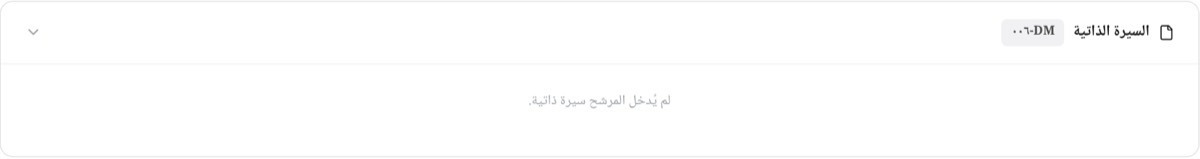 السيرة الذاتية DM-٠٠٦
لم يُدخل المرشح سيرة ذاتية.